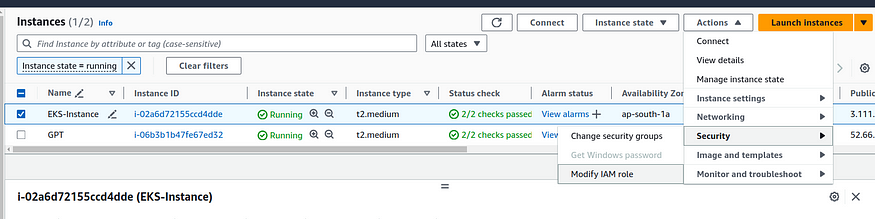 Instances (1/2) Info
Connect
Instance state
Actions
Launch instances
Find Instance by attribute or tag (case-sensitive)
All states
Connect
View details
Manage instance state
Instance settings
Networking
Security
Image and templates
Monitor and troubleshoot
Instance state = running
Clear filters
Name Instance ID Instance state Instance type Status check Alarm status Availability Zon Public
EKS-Instance i-02a6d72155ccd4dde Running t2.medium 2/2 checks passed View alarms ap-south-1a 3.111.
GPT i-06b3b1b47fe67ed32 Running t2.medium 2/2 checks passed View 52.66.
Change security groups
Get Windows password
Modify IAM role
i-02a6d72155ccd4dde (EKS-Instance)